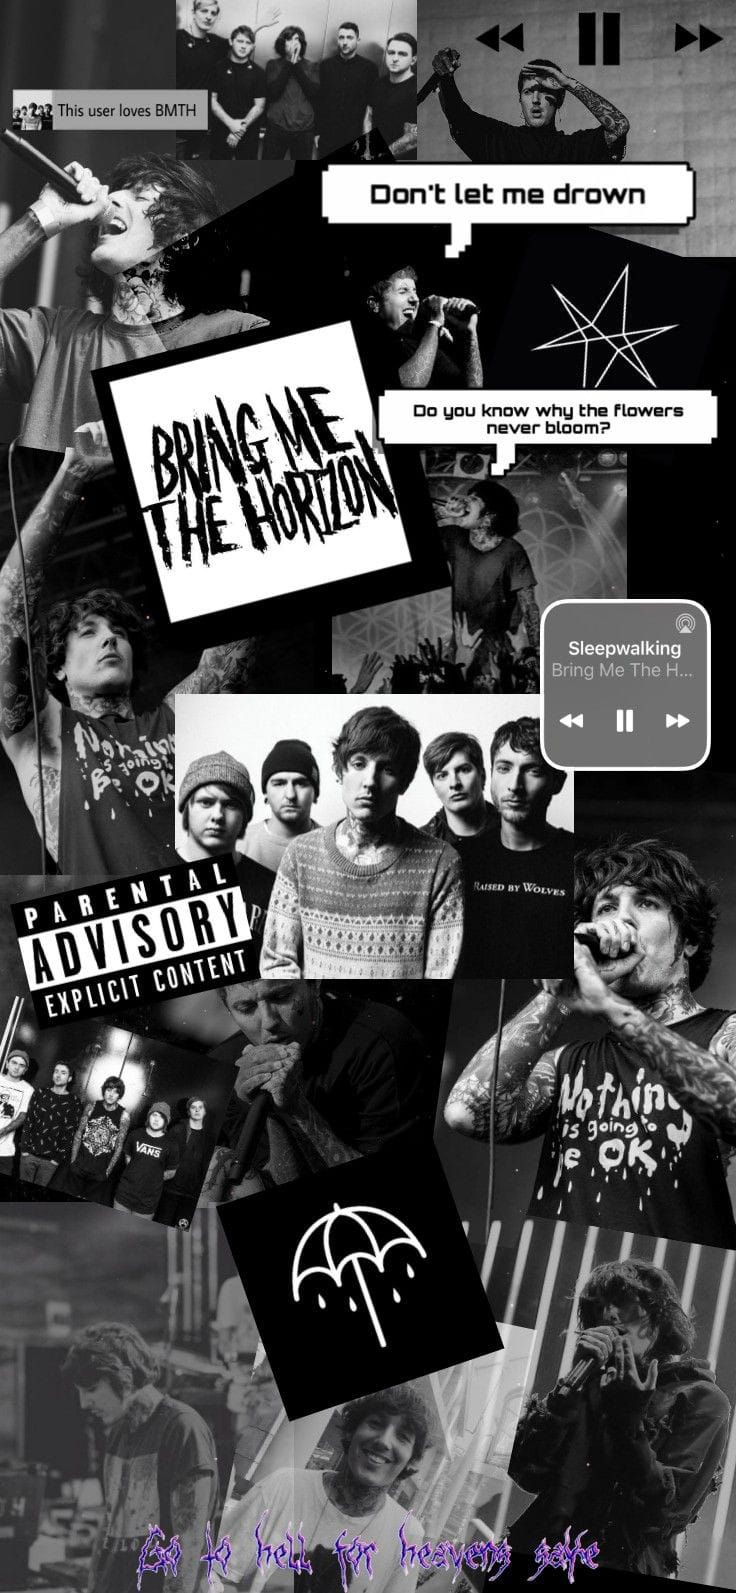 This user loves BMTH
Don't let me drown
Do you know why the flowers
never bloom?
BRING ME
THE HORIZON
Sleepwalking
Bring Me The H...
Nothing
is going to
Be OK
RAISED BY WOLVES
PARENTAL
ADVISORY
EXPLICIT CONTENT
VANS
Nothing
is going to
Be OK
Go to hell for heavens sake